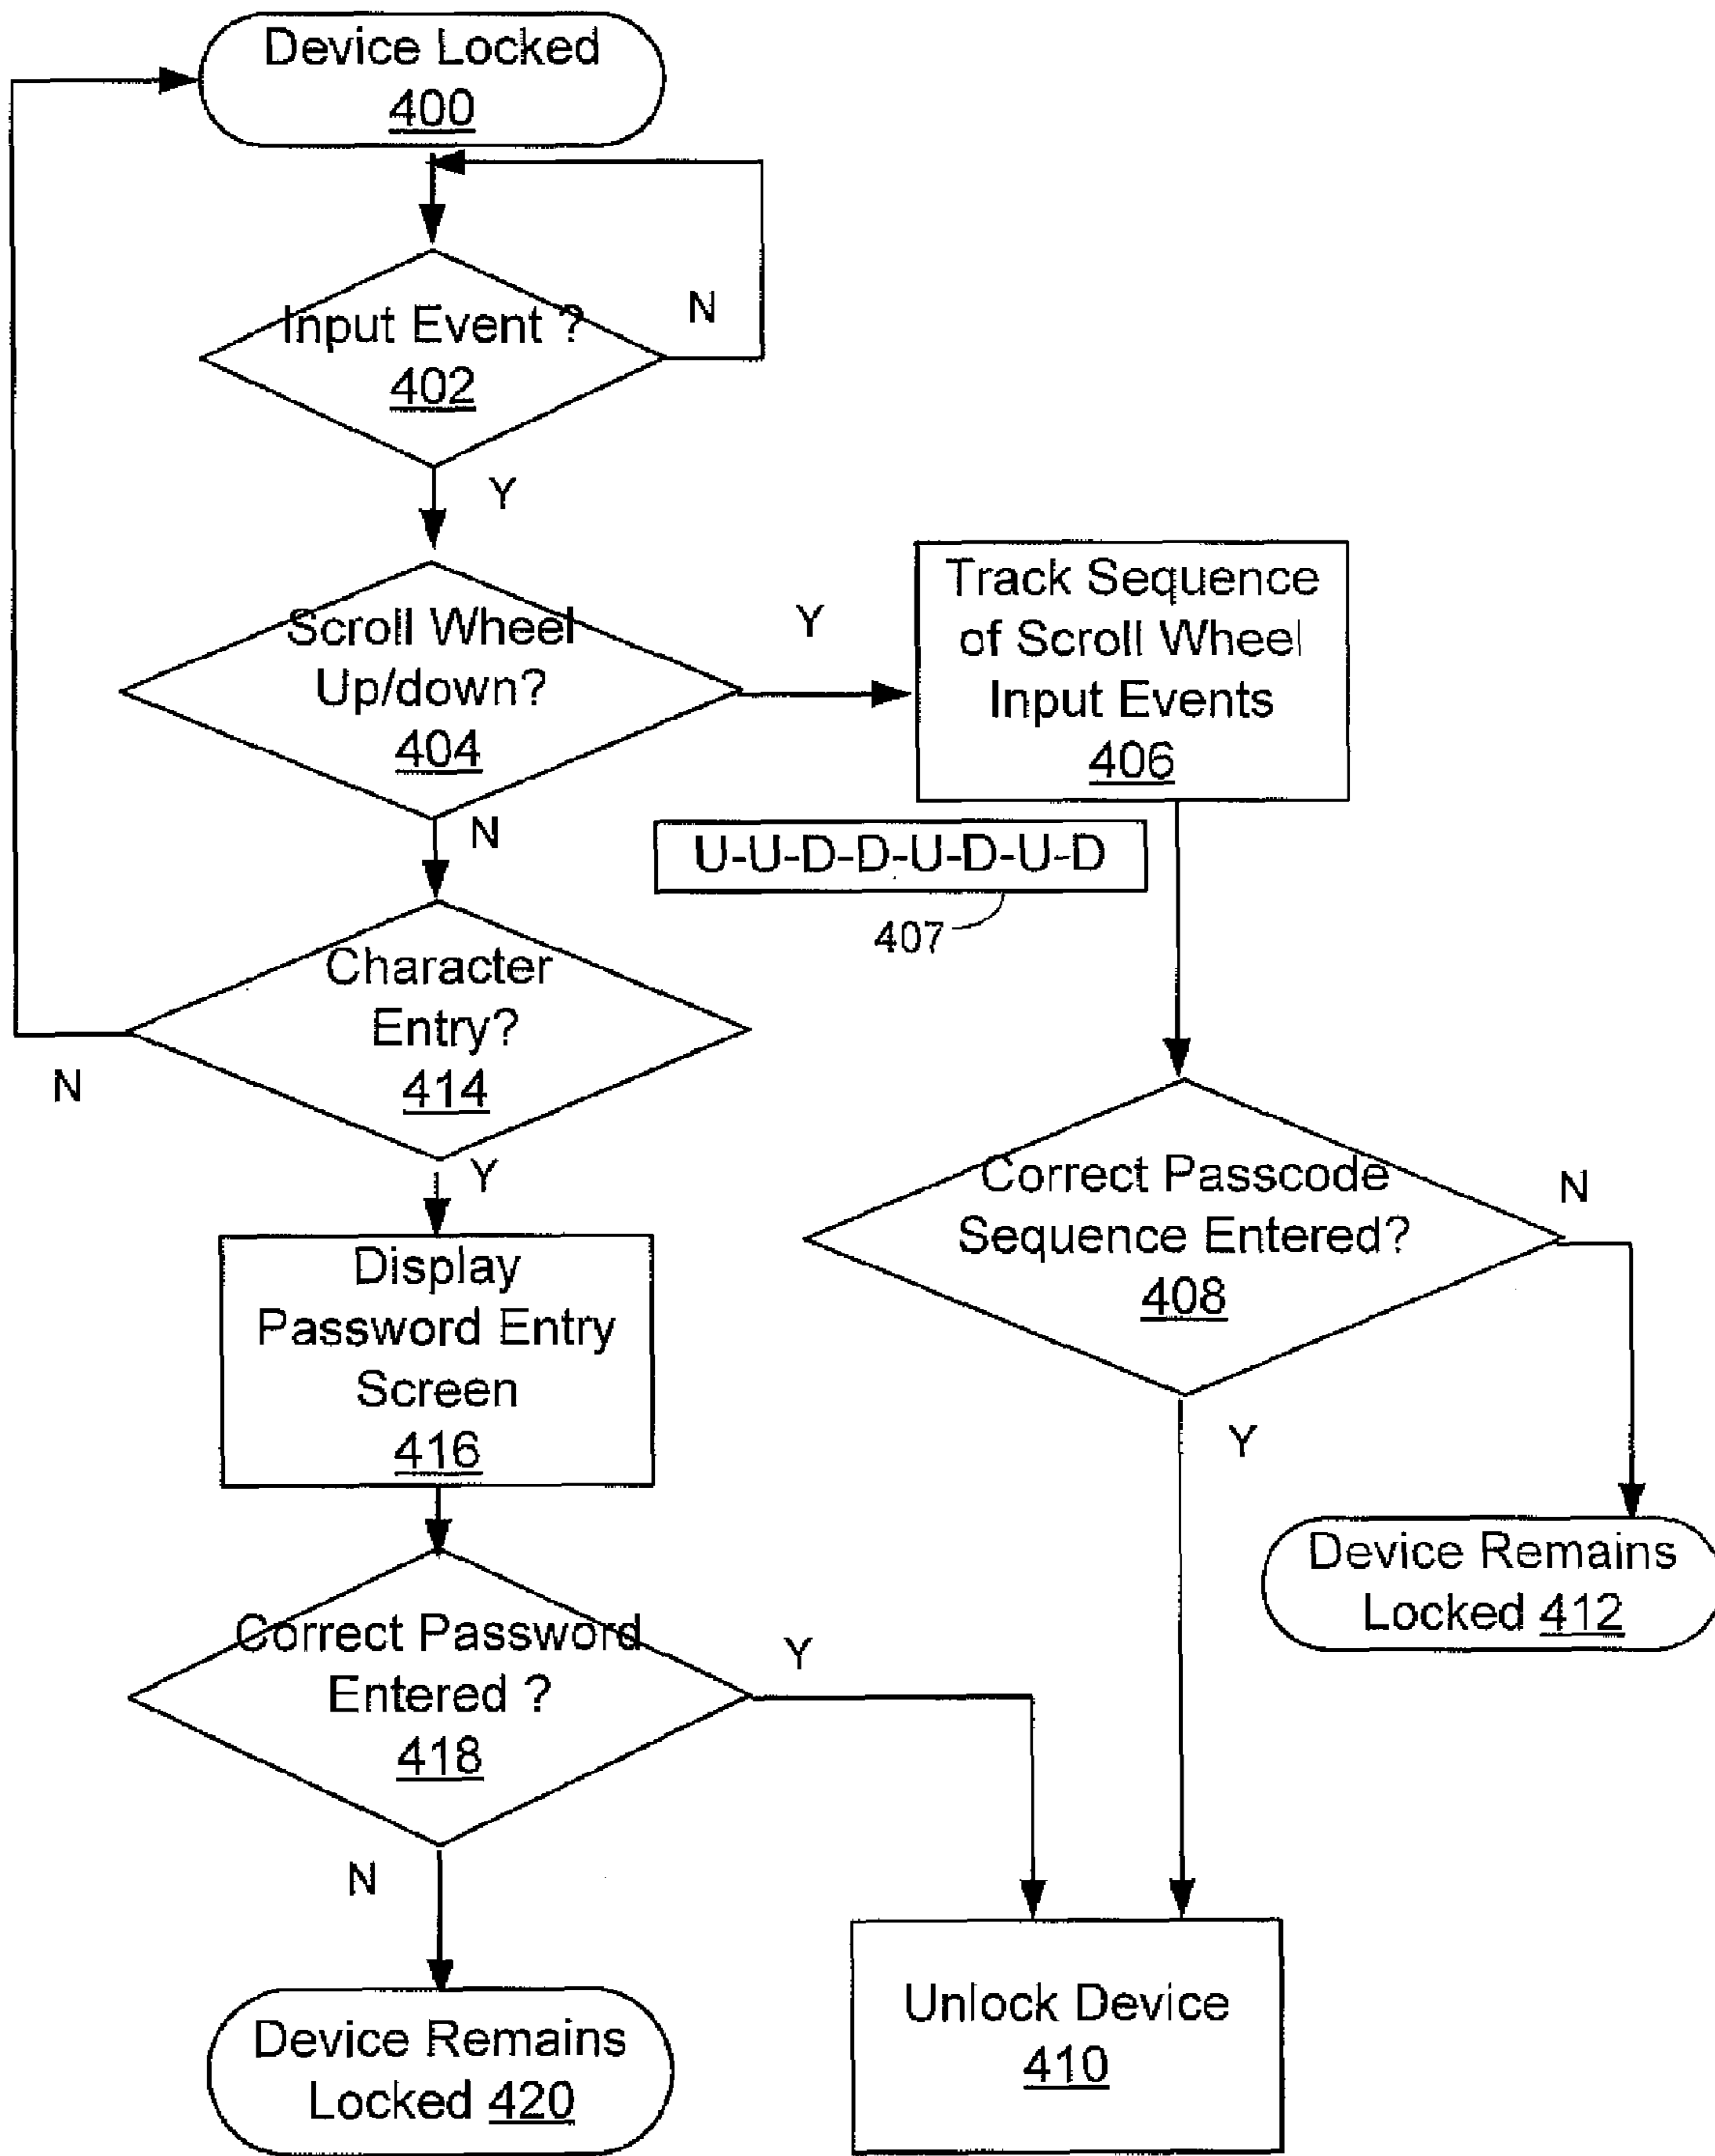 Device Locked
400
Input Event ?
402
N
Y
Scroll Wheel
Up/down?
404
Y
N
Track Sequence
of Scroll Wheel
Input Events
406
U-U-D-D-U-D-U-D
407
Character
Entry?
414
N
Y
Correct Passcode
Sequence Entered?
408
N
Y
Display
Password Entry
Screen
416
Device Remains
Locked 412
Correct Password
Entered ?
418
Y
N
Device Remains
Locked 420
Unlock Device
410